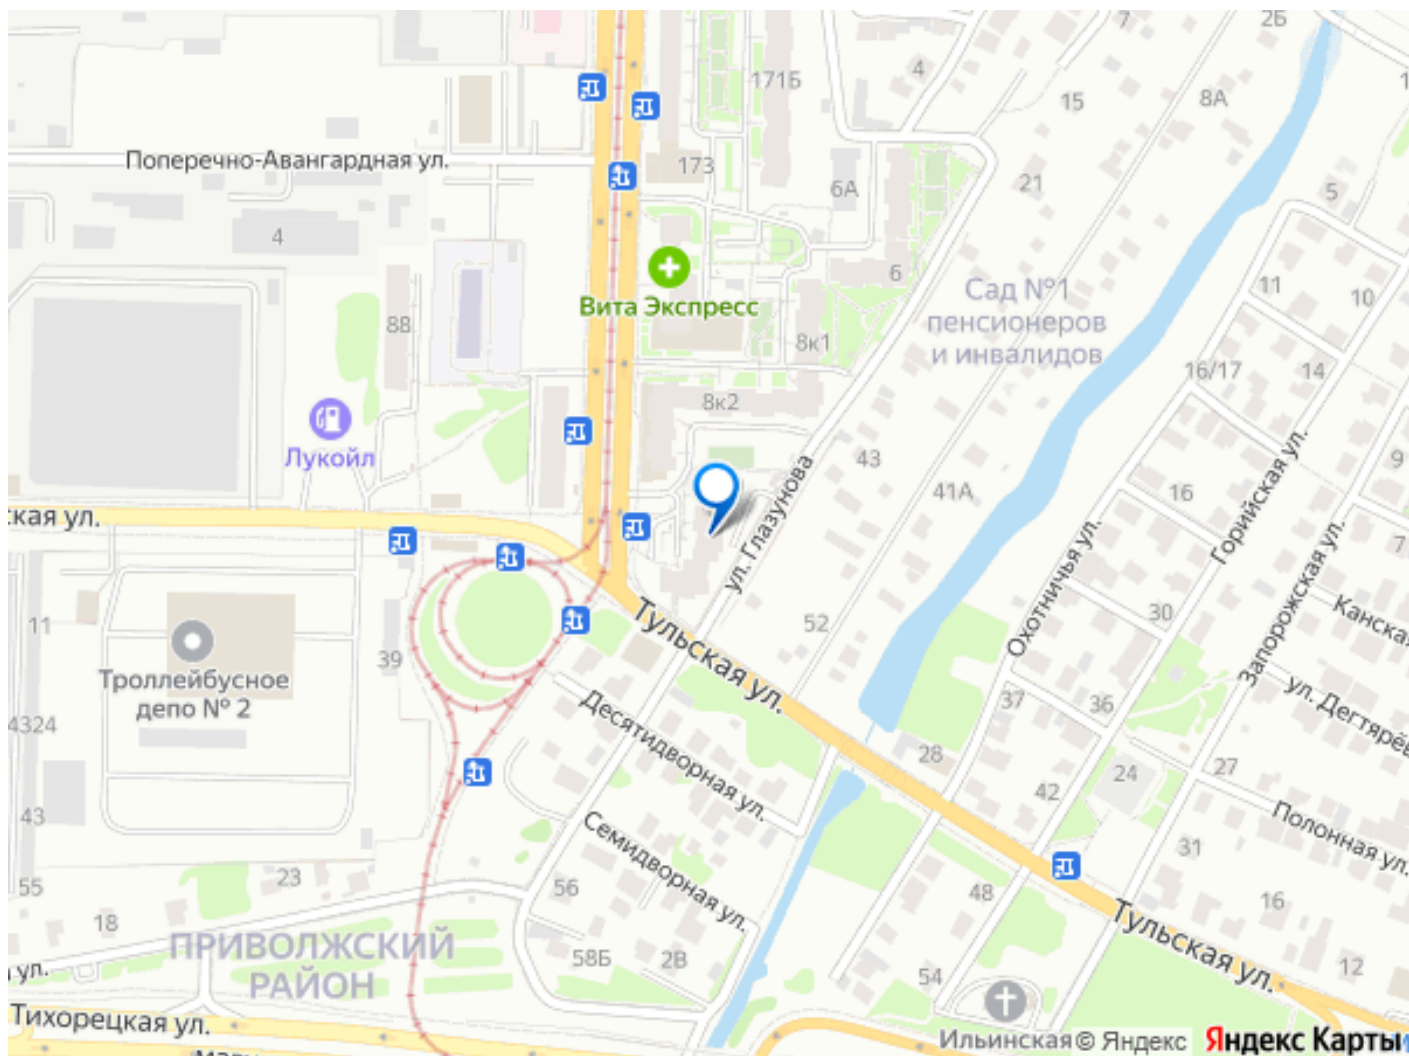 7
2Б
4
171Б
15
8А
Поперечно-Авангардная ул.
173
6А
21
5
4
6
Сад №1
пенсионеров
и инвалидов
11
10
Вита Экспресс
88
8к1
16/17
14
8к2
Лукойл
43
9
41А
16
ская ул.
ул. Глазунова
Горийская ул.
7
Охотничья ул.
Запорожская ул.
30
Канска
11
52
Тульская ул.
39
Троллейбусное
депо № 2
37
36
ул. Дегтярёв
4324
Десятидворная ул.
28
24
27
42
43
Семидворная ул.
Полонная ул.
31
23
55
56
48
16
18
ПРИВОЛЖСКИЙ
РАЙОН
Тульская ул.
58Б
2В
54
12
ул.
Тихорецкая ул.
Ильинская
© Яндекс
Яндекс Карты